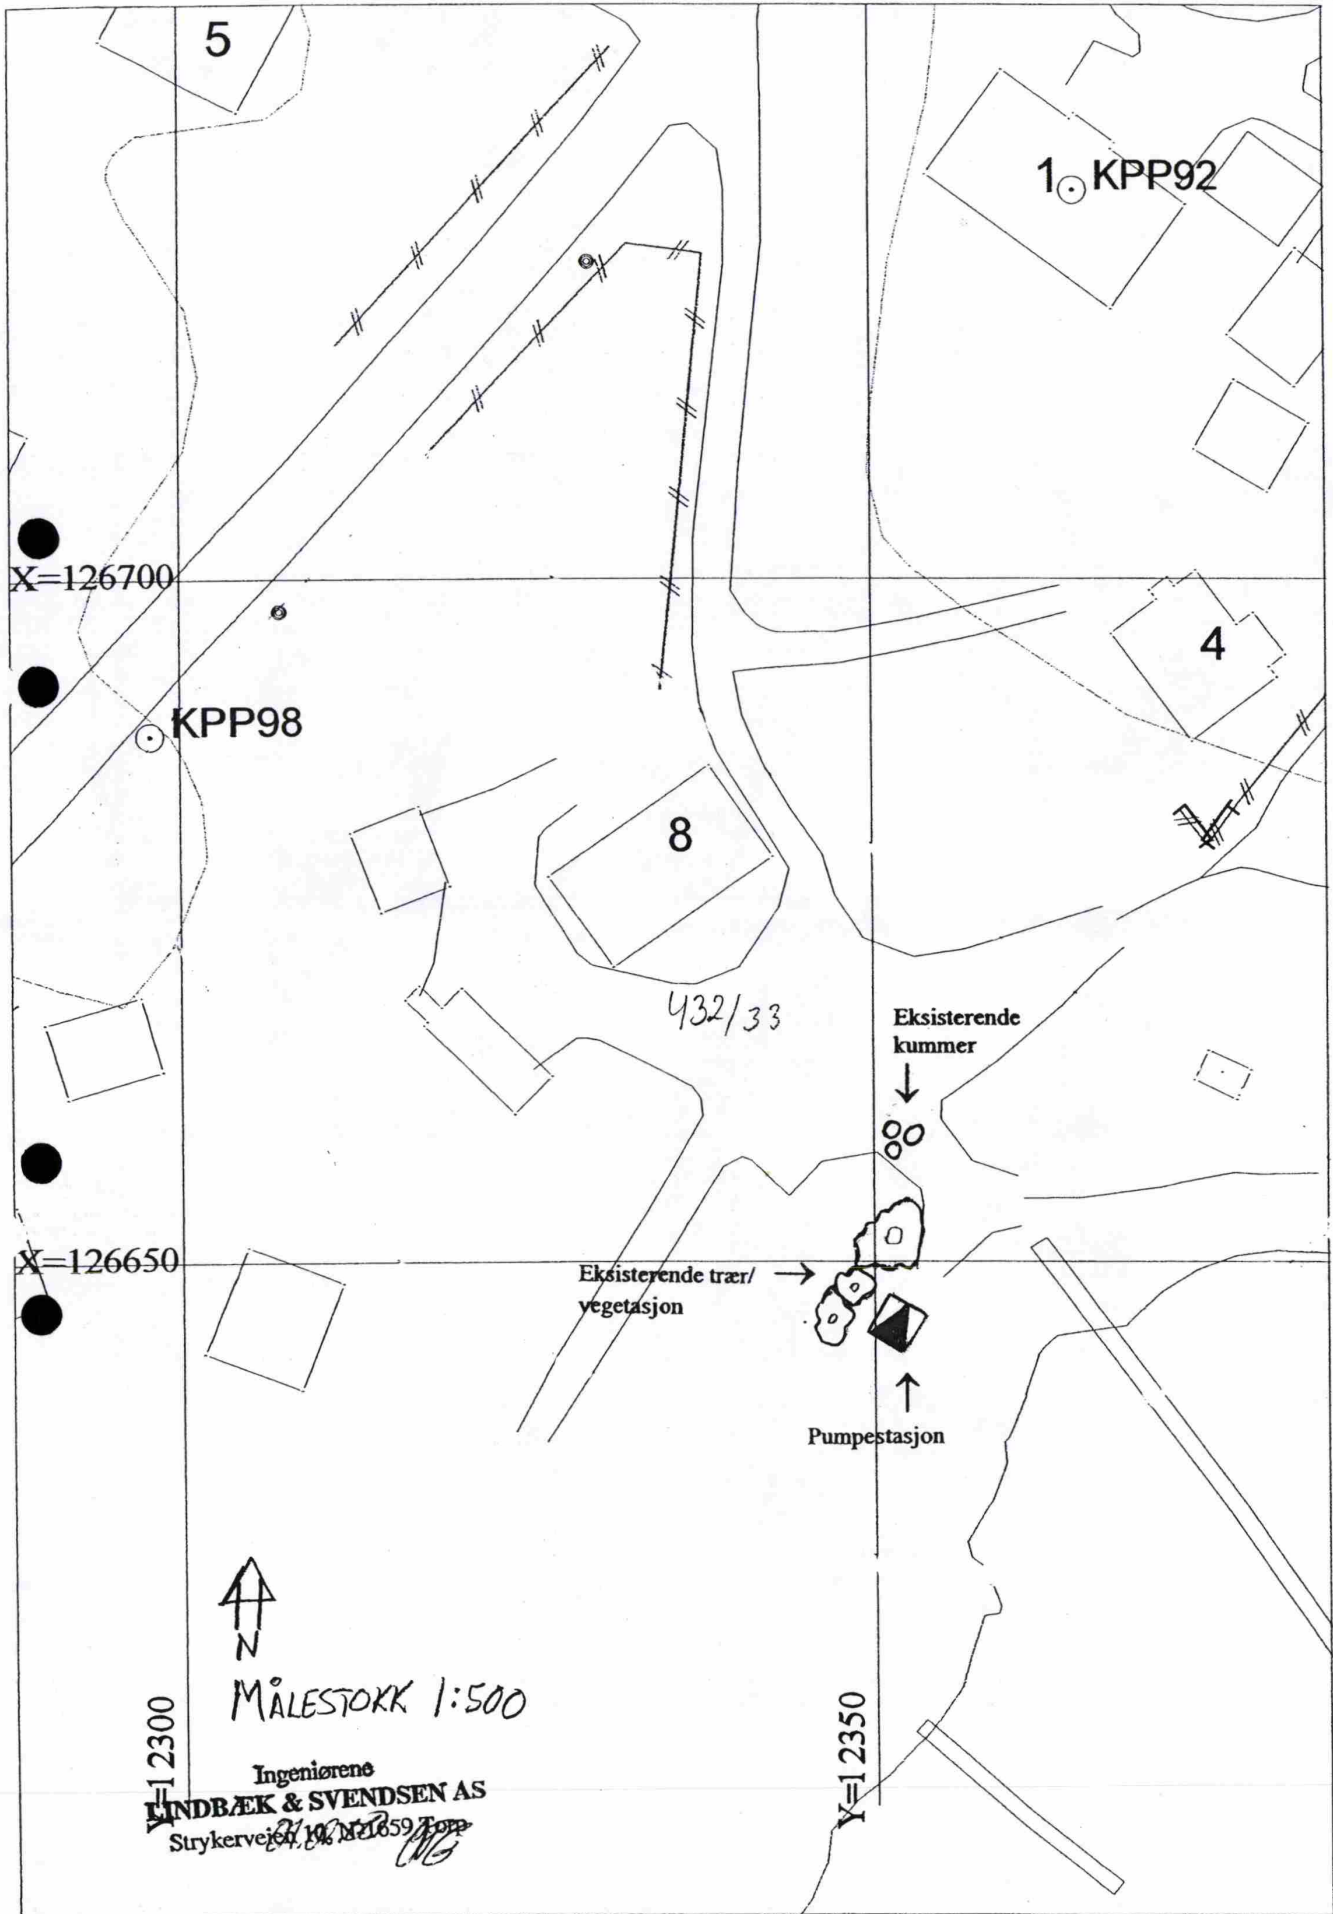 5
1 KPP92
X=126700
4
KPP98
8
432/33
Eksisterende
kummer
X=126650
Eksisterende trær/
vegetasjon
Pumpestasjon
N
MÅLESTOKK 1:500
Y=12300
Y=12350
Ingeniørene
LINDBÆK & SVENDSEN AS
Strykerveien 10, N-1659 Torp